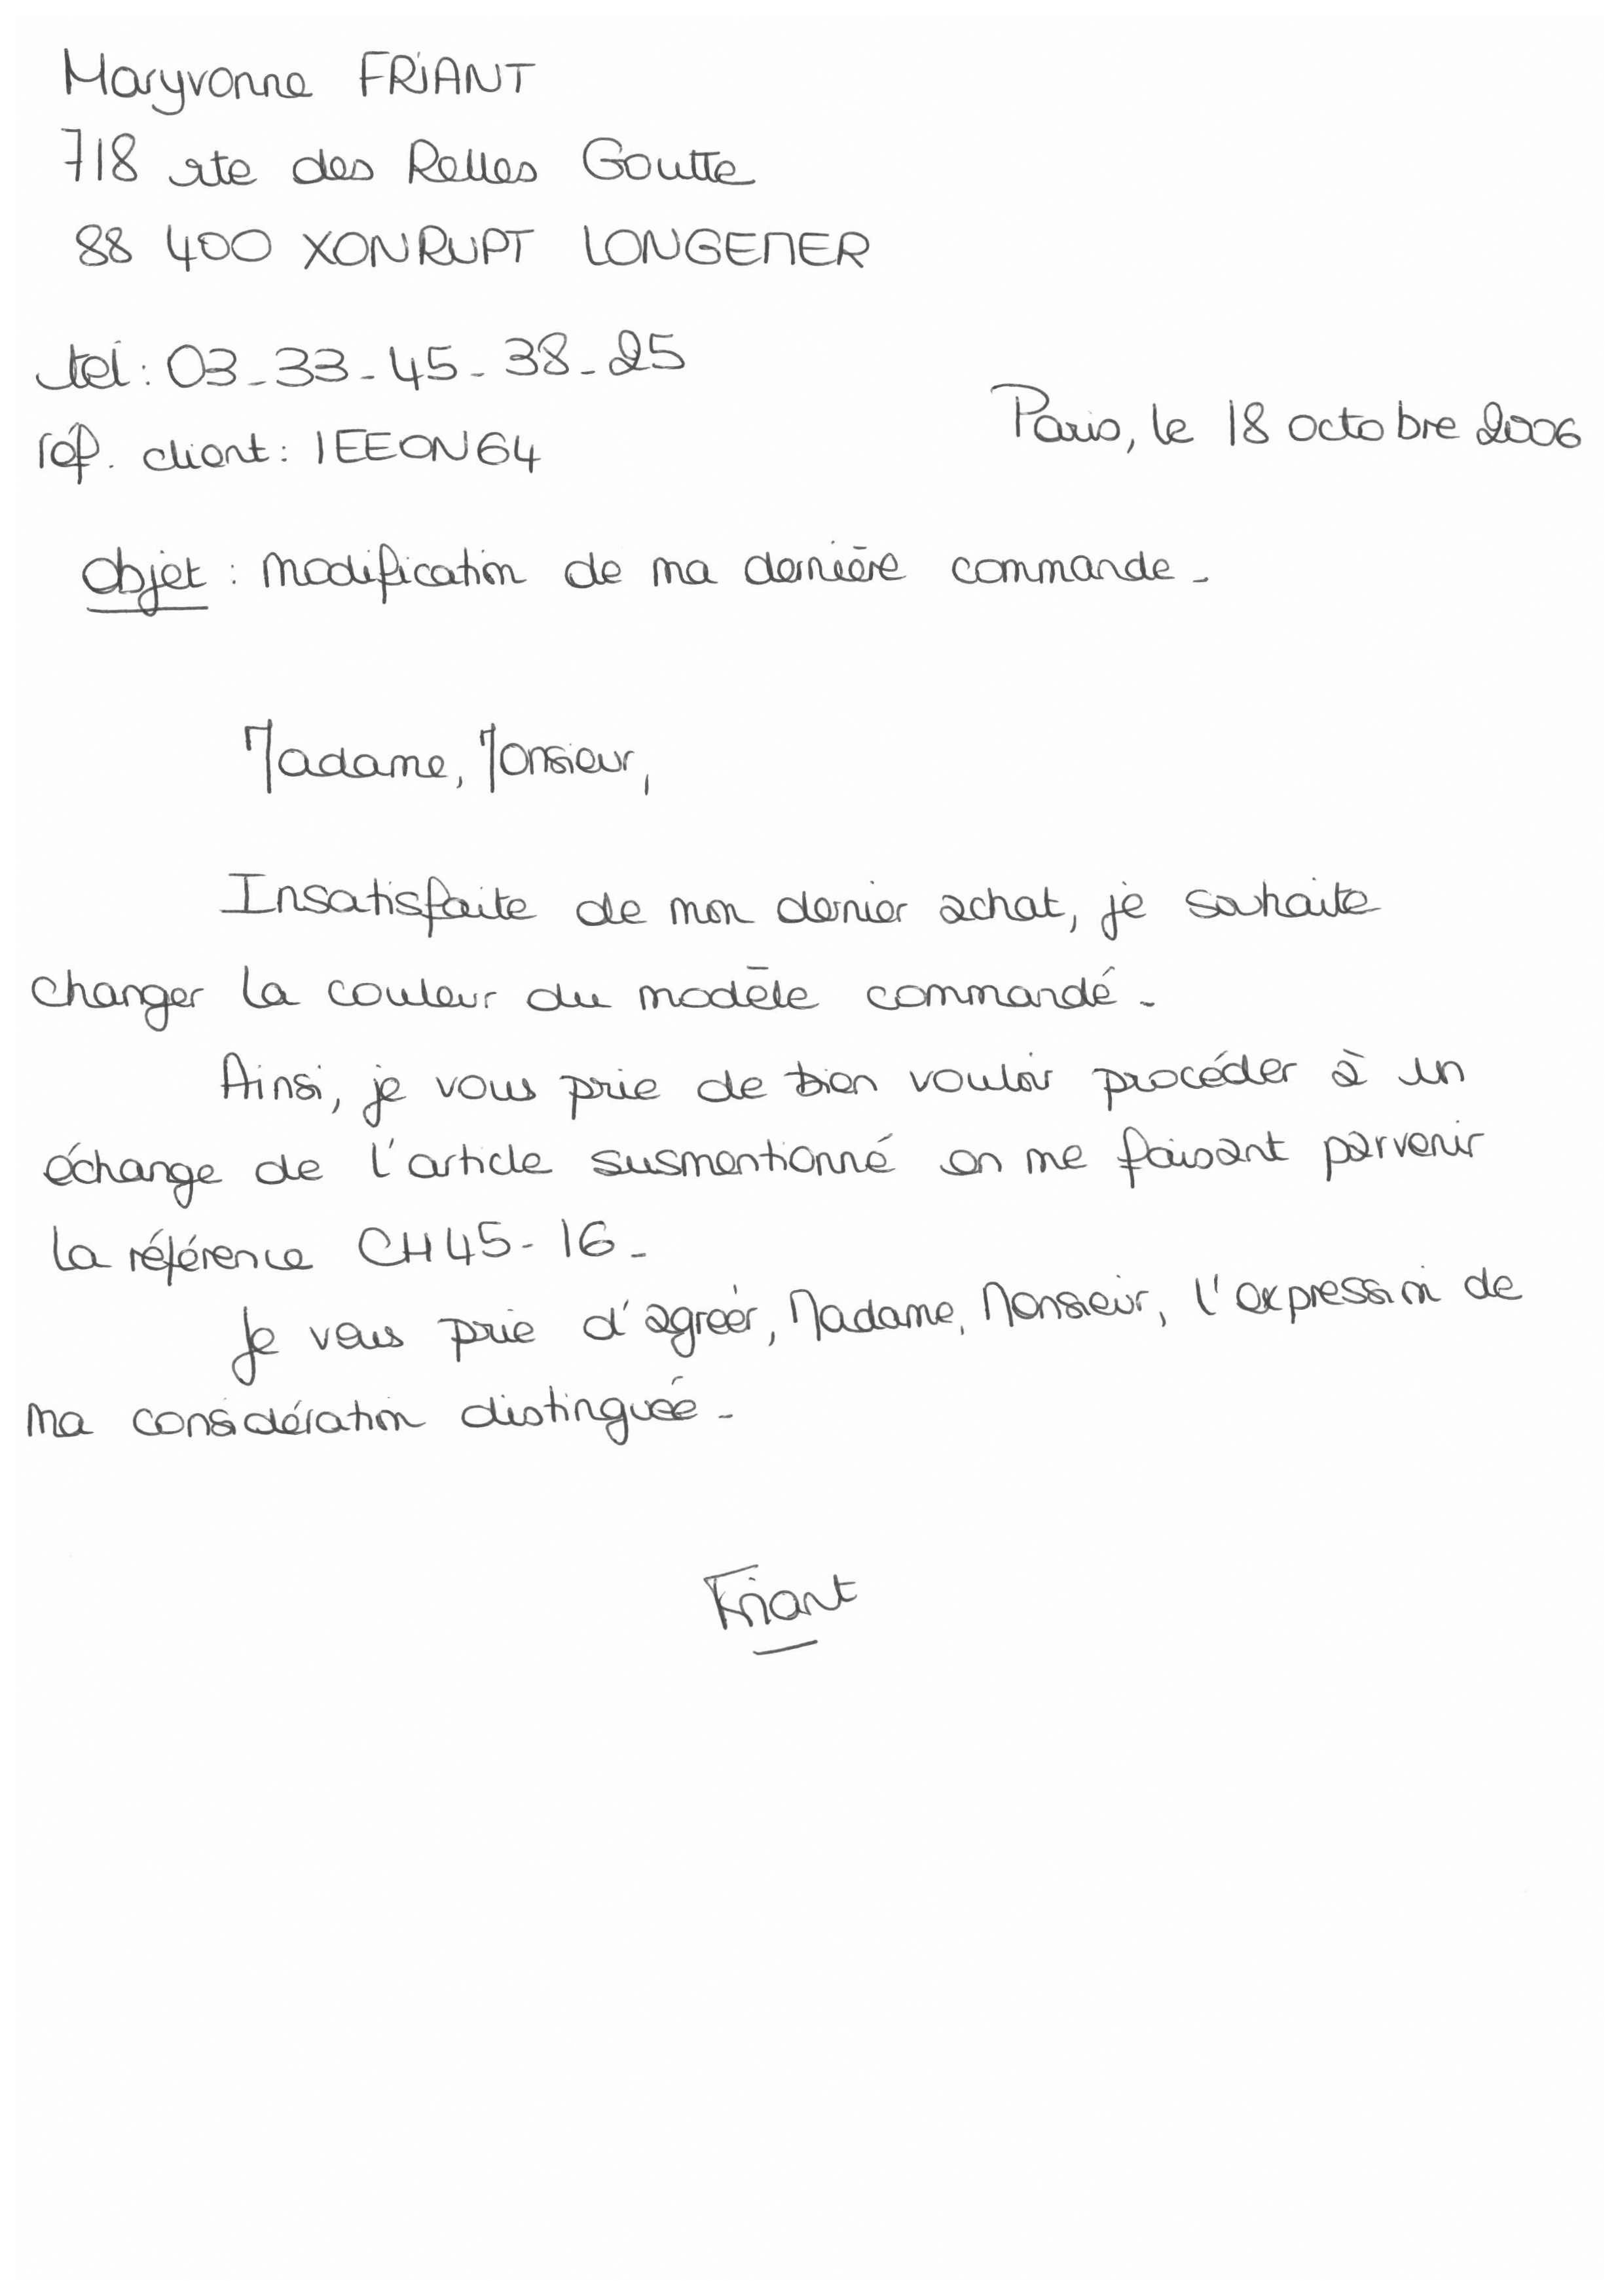 Maryvonne FRIANT
718 rte des Relles Goutte
88 400 XONRUPT LONGEMER
tel : 03-33-45-38-25
Paris, le 18 octobre 2006
réf. client : IEEON64
Objet : modification de ma dernière commande.
Madame, Monsieur,
Insatisfaite de mon dernier achat, je souhaite
changer la couleur du modèle commandé.
Ainsi, je vous prie de bien vouloir procéder à un
échange de l'article susmentionné en me faisant parvenir
la référence CH45-16.
Je vous prie d'agréer, Madame, Monsieur, l'expression de
ma considération distinguée.
Friant